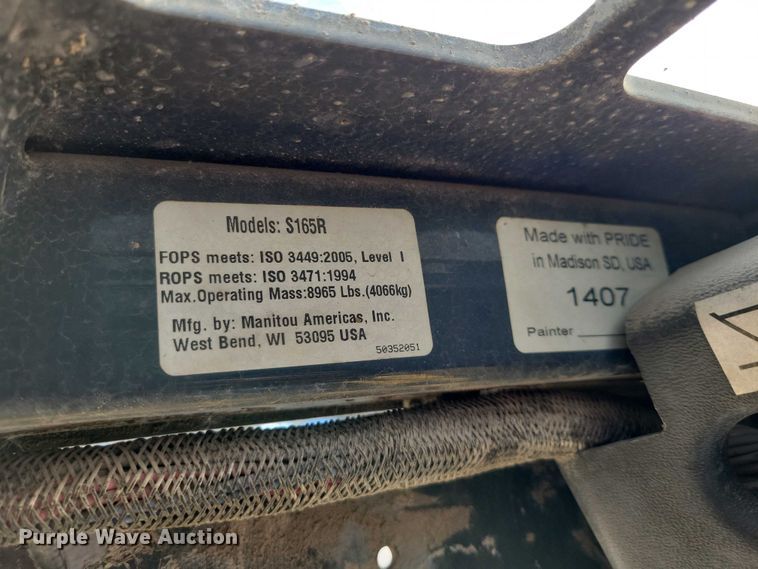 Models: S165R
FOPS meets: ISO 3449:2005, Level I
ROPS meets: ISO 3471:1994
Max.Operating Mass:8965 Lbs.(4066kg)
Mfg. by: Manitou Americas, Inc.
West Bend, WI 53095 USA
50352051
Made with PRIDE
in Madison SD, USA
1407
Painter
Purple Wave Auction